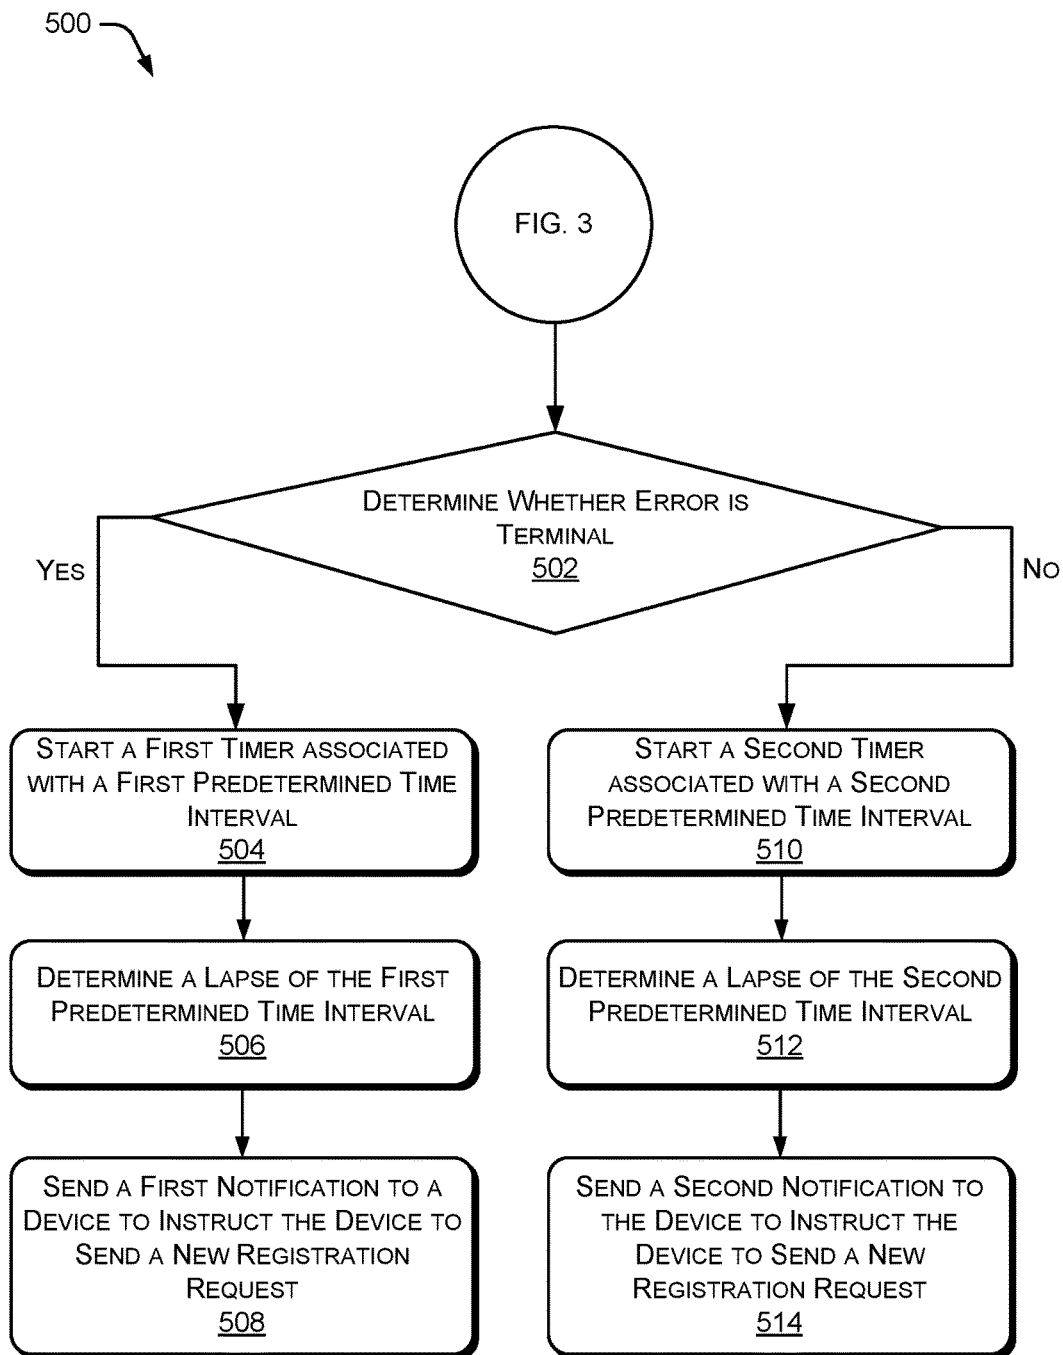 500
FIG. 3
DETERMINE WHETHER ERROR IS
TERMINAL
502
YES
NO
START A FIRST TIMER ASSOCIATED
WITH A FIRST PREDETERMINED TIME
INTERVAL
504
START A SECOND TIMER
ASSOCIATED WITH A SECOND
PREDETERMINED TIME INTERVAL
510
DETERMINE A LAPSE OF THE FIRST
PREDETERMINED TIME INTERVAL
506
DETERMINE A LAPSE OF THE SECOND
PREDETERMINED TIME INTERVAL
512
SEND A FIRST NOTIFICATION TO A
DEVICE TO INSTRUCT THE DEVICE TO
SEND A NEW REGISTRATION
REQUEST
508
SEND A SECOND NOTIFICATION TO
THE DEVICE TO INSTRUCT THE
DEVICE TO SEND A NEW
REGISTRATION REQUEST
514